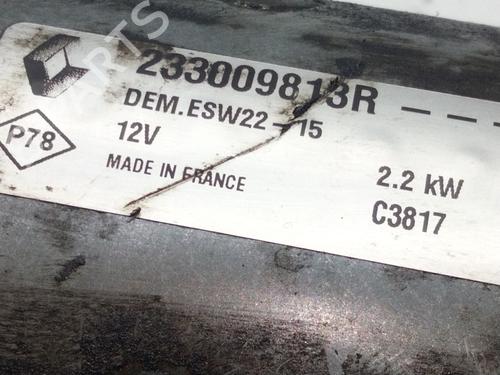 233009813R _ _ _
DEM.ESW22-15
P78
12V
2.2 kW
MADE IN FRANCE
C3817